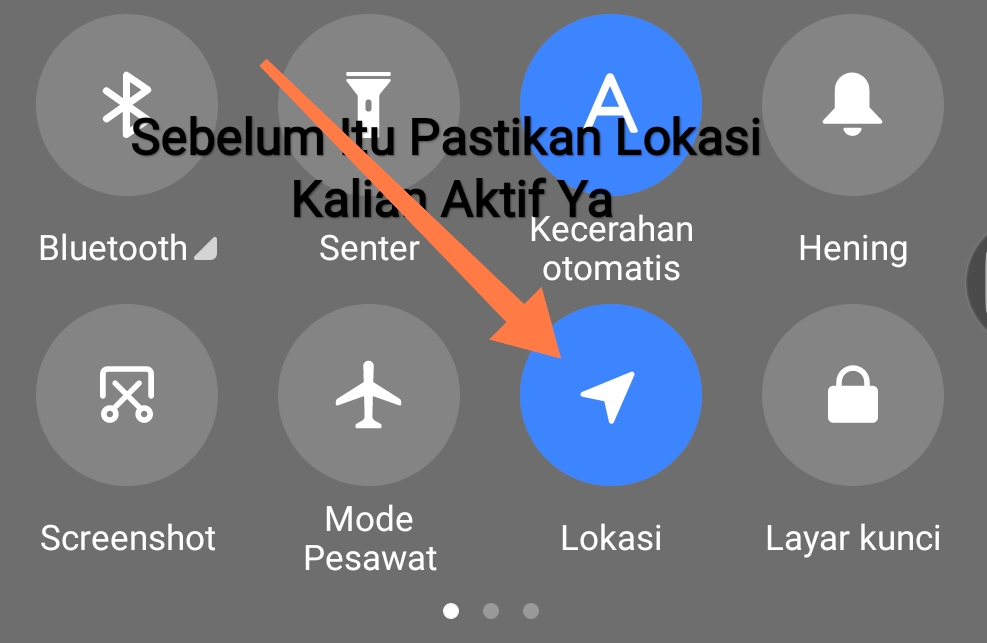 Sebelum Itu Pastikan Lokasi
Kalian Aktif Ya
Bluetooth
Senter
Kecerahan
otomatis
Hening
Screenshot
Mode
Pesawat
Lokasi
Layar kunci